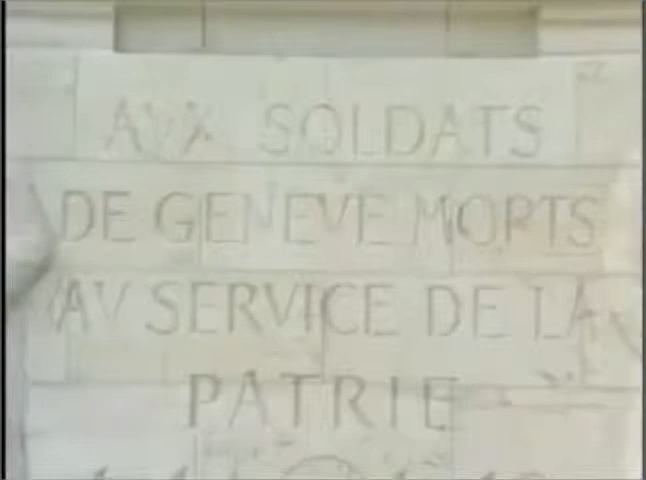 AVX SOLDATS
DE GENEVE MORTS
AV SERVICE DE LA
PATRIE